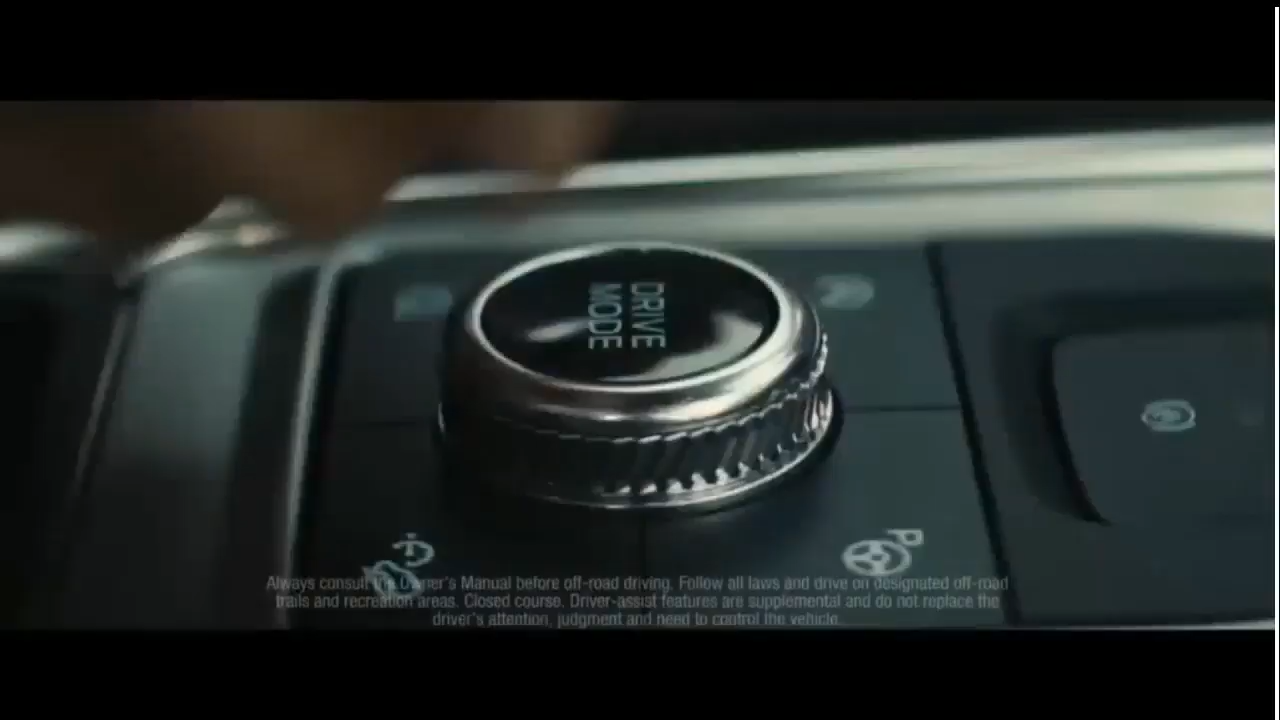 DRIVE
MODE
P
Always consult the Owner's Manual before off-road driving. Follow all laws and drive on designated off-road
trails and recreation areas. Closed course. Driver-assist features are supplemental and do not replace the
driver's attention, judgment and need to control the vehicle.